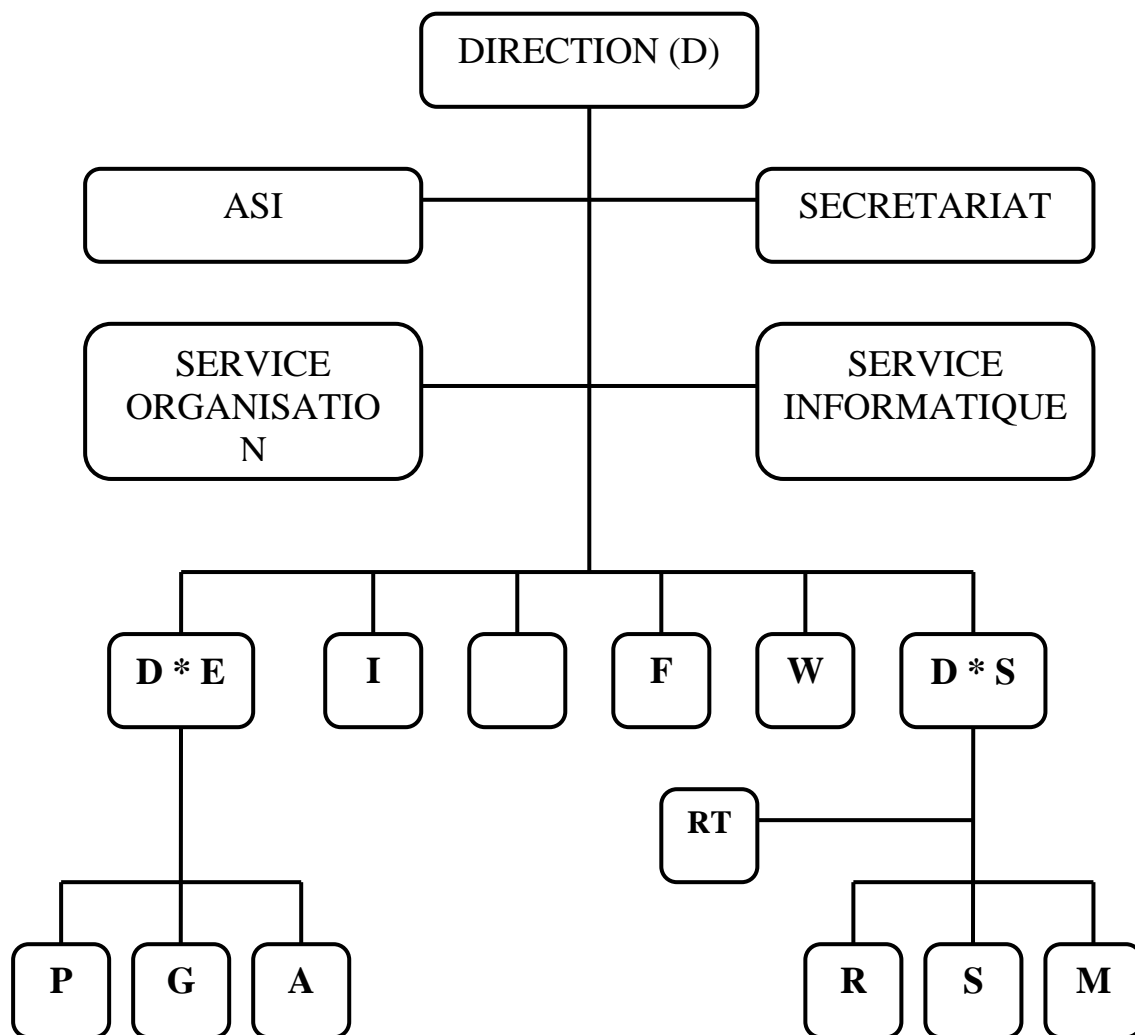 DIRECTION (D)
ASI
SECRETARIAT
SERVICE
ORGANISATIO
N
SERVICE
INFORMATIQUE
D * E
I
F
W
D * S
RT
P
G
A
R
S
M